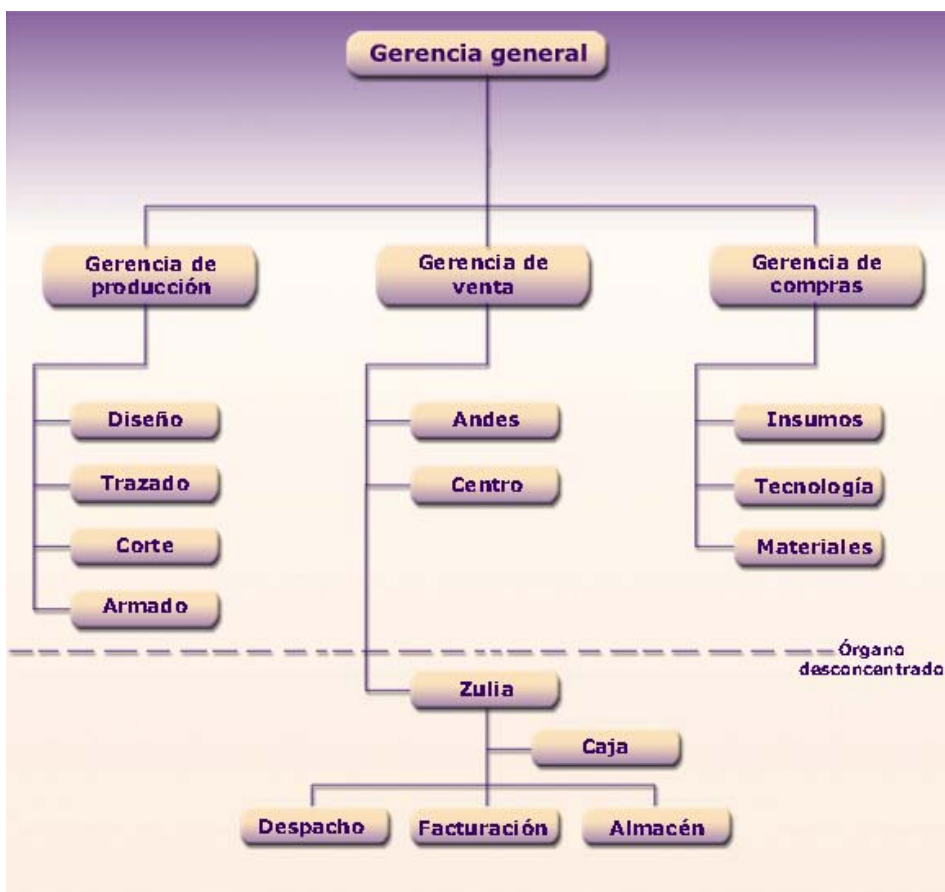 Gerencia general
Gerencia de
producción
Gerencia de
venta
Gerencia de
compras
Diseño
Trazado
Corte
Armado
Andes
Centro
Insumos
Tecnología
Materiales
Órgano
desconcentrado
Zulia
Caja
Despacho
Facturación
Almacén